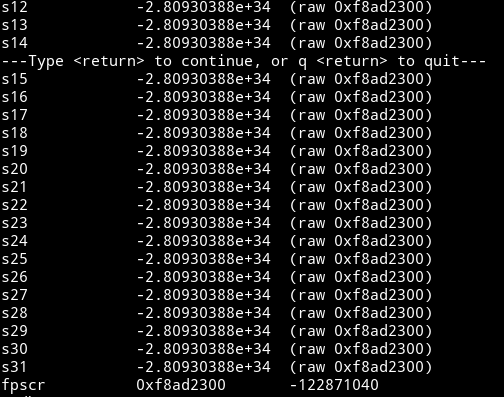 s12 -2.80930388e+34 (raw 0xf8ad2300)
s13 -2.80930388e+34 (raw 0xf8ad2300)
s14 -2.80930388e+34 (raw 0xf8ad2300)
---Type <return> to continue, or q <return> to quit---
s15 -2.80930388e+34 (raw 0xf8ad2300)
s16 -2.80930388e+34 (raw 0xf8ad2300)
s17 -2.80930388e+34 (raw 0xf8ad2300)
s18 -2.80930388e+34 (raw 0xf8ad2300)
s19 -2.80930388e+34 (raw 0xf8ad2300)
s20 -2.80930388e+34 (raw 0xf8ad2300)
s21 -2.80930388e+34 (raw 0xf8ad2300)
s22 -2.80930388e+34 (raw 0xf8ad2300)
s23 -2.80930388e+34 (raw 0xf8ad2300)
s24 -2.80930388e+34 (raw 0xf8ad2300)
s25 -2.80930388e+34 (raw 0xf8ad2300)
s26 -2.80930388e+34 (raw 0xf8ad2300)
s27 -2.80930388e+34 (raw 0xf8ad2300)
s28 -2.80930388e+34 (raw 0xf8ad2300)
s29 -2.80930388e+34 (raw 0xf8ad2300)
s30 -2.80930388e+34 (raw 0xf8ad2300)
s31 -2.80930388e+34 (raw 0xf8ad2300)
fpscr 0xf8ad2300 -122871040